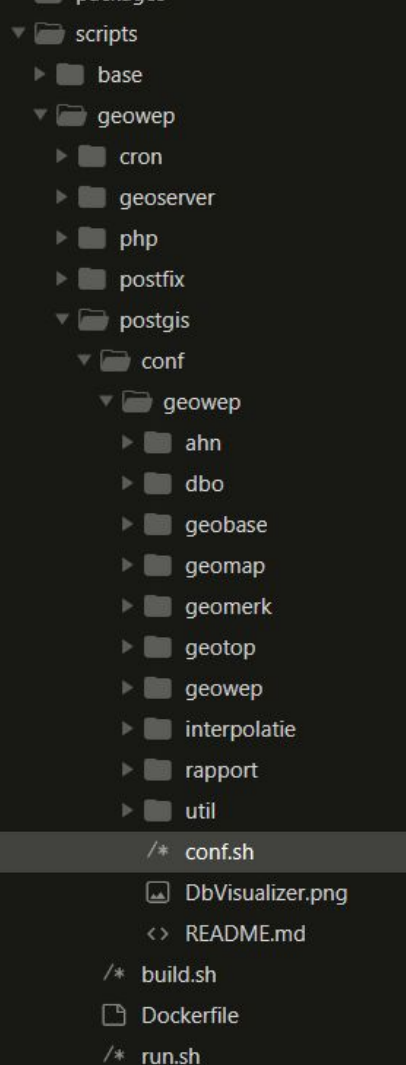 packages
scripts
base
geowep
cron
geoserver
php
postfix
postgis
conf
geowep
ahn
dbo
geobase
geomap
geomerk
geotop
geowep
interpolatie
rapport
util
/* conf.sh
DbVisualizer.png
<> README.md
/* build.sh
Dockerfile
/* run.sh